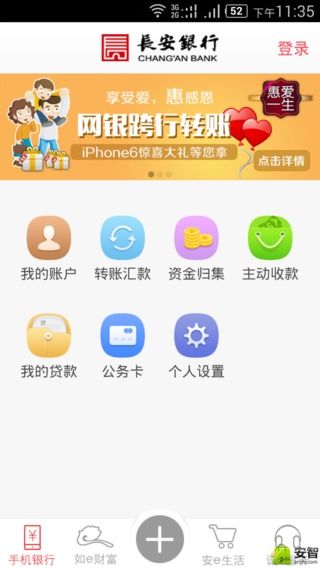 3G 2G 52 下午11:35
長安銀行
CHANG'AN BANK
登录
享受爱，惠感恩
网银跨行转账
iPhone6惊喜大礼等您拿
惠爱一生
点击详情
我的账户
转账汇款
资金归集
主动收款
我的贷款
公务卡
个人设置
手机银行
如e财富
安e生活
安智